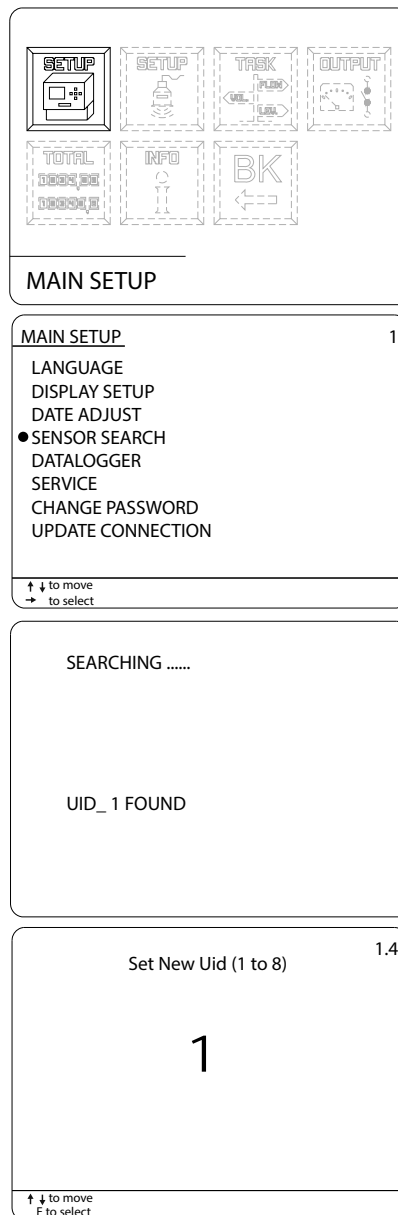 SETUP SETUP TASK OUTPUT
FLOW
UID_
LEV_
TOTAL INFO BK
MAIN SETUP
MAIN SETUP 1
LANGUAGE
DISPLAY SETUP
DATE ADJUST
●SENSOR SEARCH
DATALOGGER
SERVICE
CHANGE PASSWORD
UPDATE CONNECTION
↑ ↓ to move
→ to select
SEARCHING ......
UID_ 1 FOUND
1.4
Set New Uid (1 to 8)
1
↑ ↓ to move
E to select